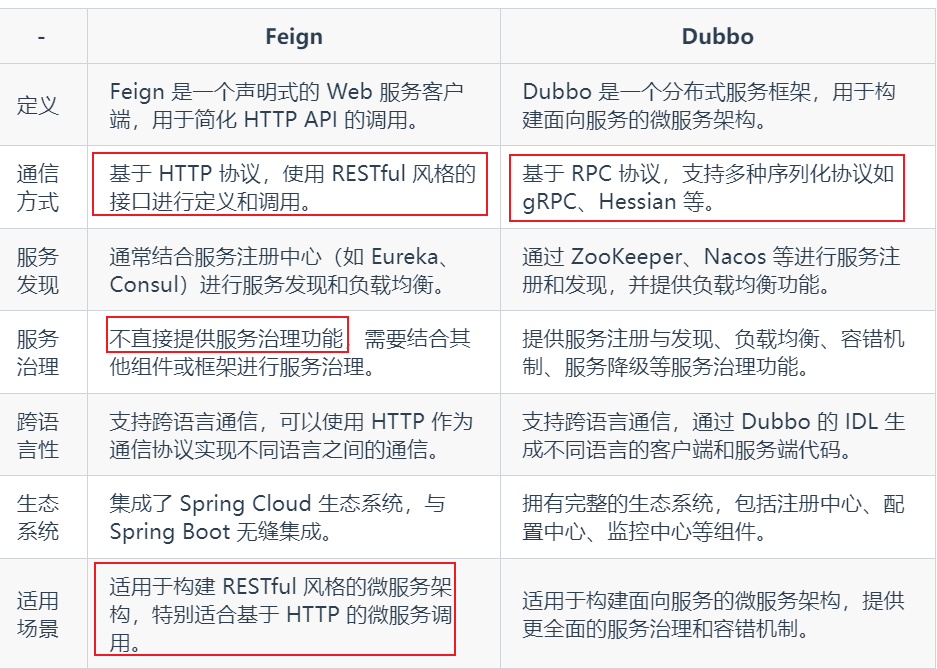 -
Feign
Dubbo
定义
Feign 是一个声明式的 Web 服务客户
端，用于简化 HTTP API 的调用。
Dubbo 是一个分布式服务框架，用于构
建面向服务的微服务架构。
通信
方式
基于 HTTP 协议，使用 RESTful 风格的
接口进行定义和调用。
基于 RPC 协议，支持多种序列化协议如
gRPC、Hessian 等。
服务
发现
通常结合服务注册中心（如 Eureka、
Consul）进行服务发现和负载均衡。
通过 ZooKeeper、Nacos 等进行服务注
册和发现，并提供负载均衡功能。
服务
治理
不直接提供服务治理功能，需要结合其
他组件或框架进行服务治理。
提供服务注册与发现、负载均衡、容错机
制、服务降级等服务治理功能。
跨语
言性
支持跨语言通信，可以使用 HTTP 作为
通信协议实现不同语言之间的通信。
支持跨语言通信，通过 Dubbo 的 IDL 生
成不同语言的客户端和服务端代码。
生态
系统
集成了 Spring Cloud 生态系统，与
Spring Boot 无缝集成。
拥有完整的生态系统，包括注册中心、配
置中心、监控中心等组件。
适用
场景
适用于构建 RESTful 风格的微服务架
构，特别适合基于 HTTP 的微服务调
用。
适用于构建面向服务的微服务架构，提供
更全面的服务治理和容错机制。